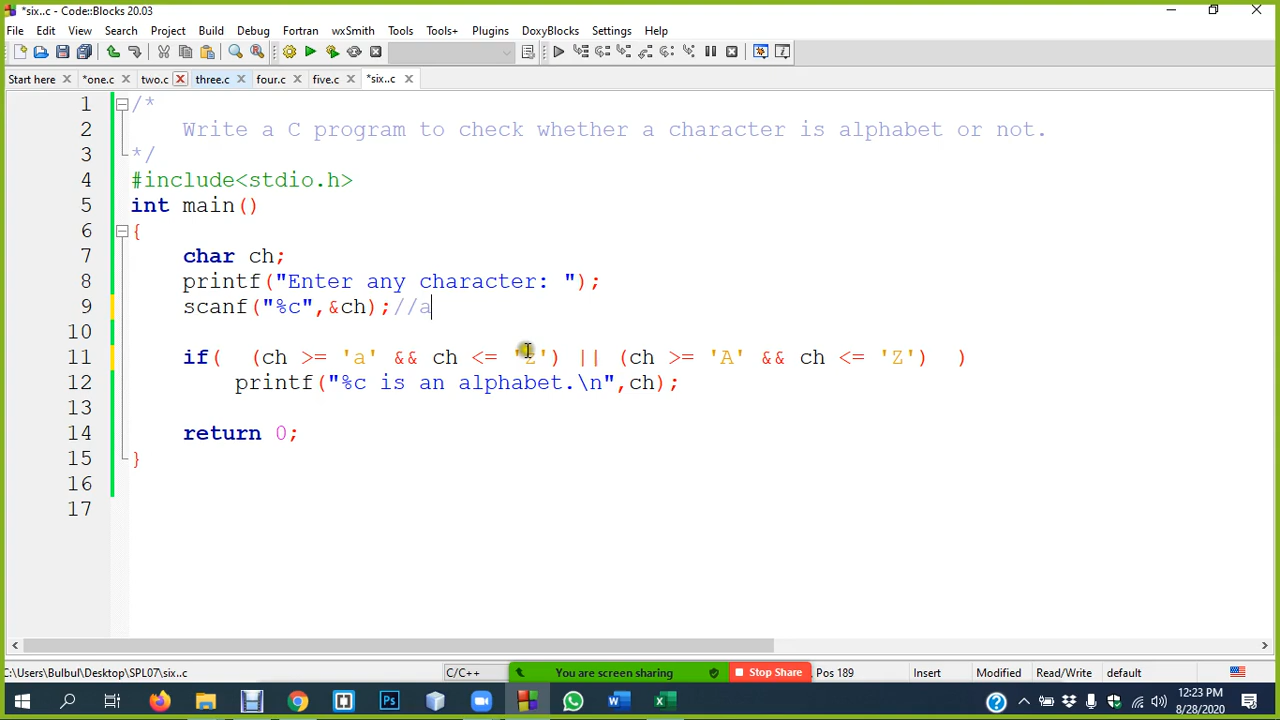 *six..c - Code::Blocks 20.03
File Edit View Search Project Build Debug Fortran wxSmith Tools Tools+ Plugins DoxyBlocks Settings Help
Start here *one.c two.c three.c four.c five.c *six..c
1 /*
2 Write a C program to check whether a character is alphabet or not.
3 */
4 #include<stdio.h>
5 int main()
6 {
7 char ch;
8 printf("Enter any character: ");
9 scanf("%c",&ch);//a
10
11 if( (ch >= 'a' && ch <= 'z') || (ch >= 'A' && ch <= 'Z') )
12 printf("%c is an alphabet.\n",ch);
13
14 return 0;
15 }
16
17
C:\Users\Bulbul\Desktop\SPL07\six..c C/C++ You are screen sharing Stop Share Pos 189 Insert Modified Read/Write default
Ps 12:23 PM
8/28/2020